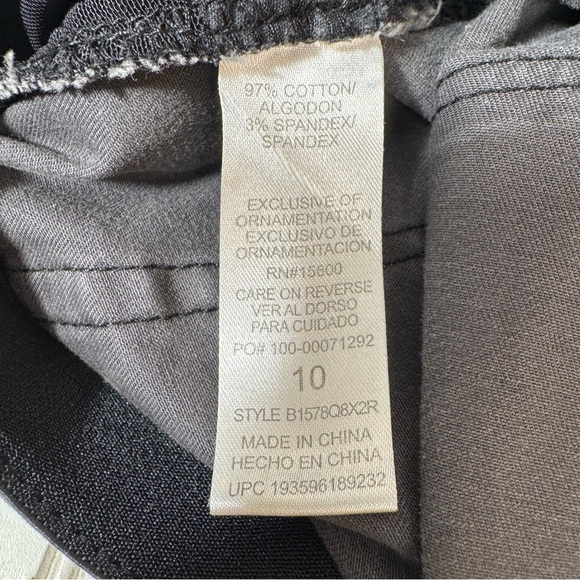 97% COTTON/
ALGODON
3% SPANDEX/
SPANDEX
EXCLUSIVE OF
ORNAMENTATION
EXCLUSIVO DE
ORNAMENTACION
RN#15800
CARE ON REVERSE
VER AL DORSO
PARA CUIDADO
PO# 100-00071292
10
STYLE B1578Q8X2R
MADE IN CHINA
HECHO EN CHINA
UPC 193596189232